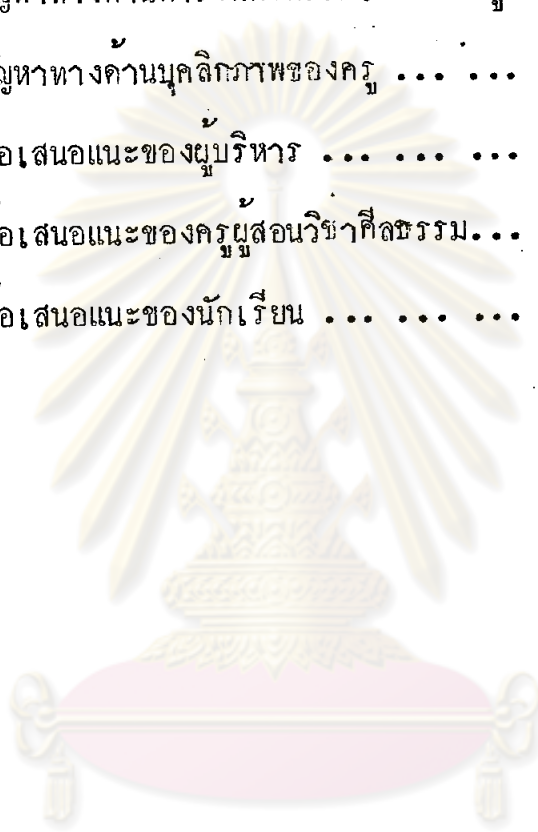 ญหาทางด้านบุคลิกภาพของครู ... ...
อเสนอแนะของผู้บริหาร ... ... ...
อเสนอแนะของครูผู้สอนวิชาศีลธรรม...
อเสนอแนะของนักเรียน ... ... ...